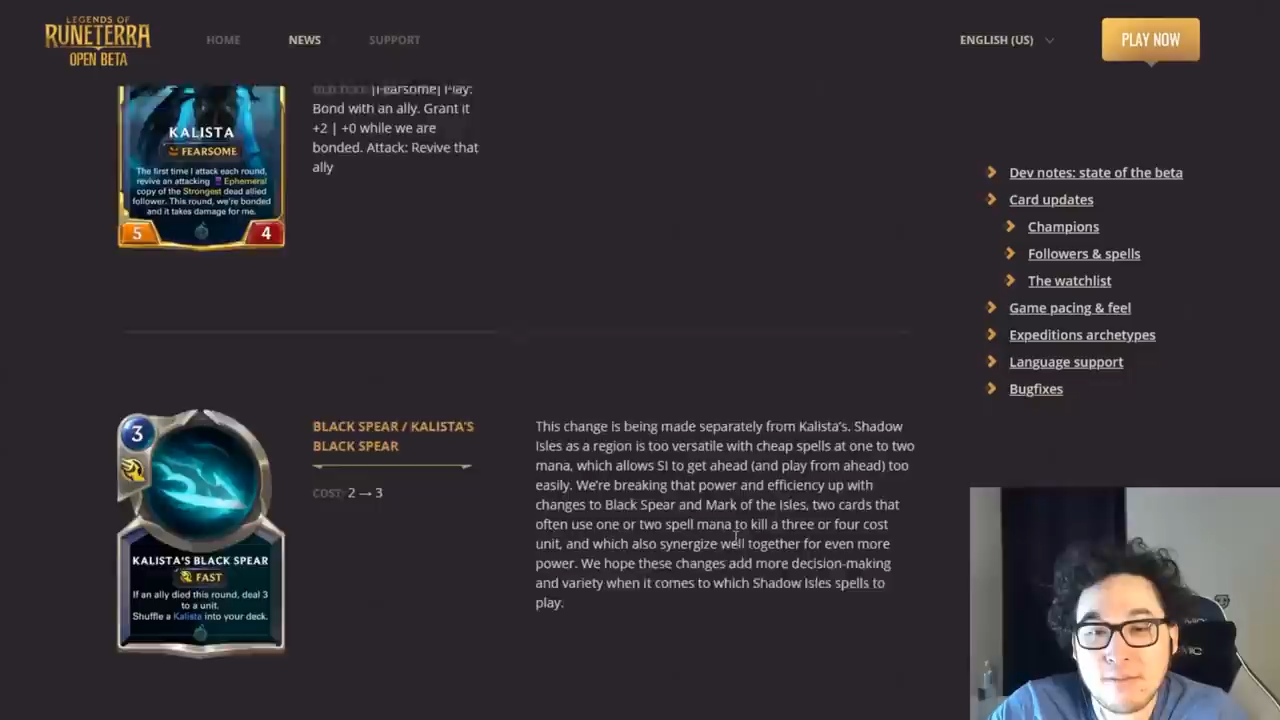 LEGENDS OF
RUNETERRA
OPEN BETA
HOME
NEWS
SUPPORT
ENGLISH (US)
PLAY NOW
KALISTA
FEARSOME
The first time I attack each round,
revive an attacking Ephemeral
copy of the Strongest dead allied
follower. This round, we're bonded
and it takes damage for me.
5
4
OLD TEXT: |Fearsome| Play:
Bond with an ally. Grant it
+2 | +0 while we are
bonded. Attack: Revive that
ally
Dev notes: state of the beta
Card updates
Champions
Followers & spells
The watchlist
Game pacing & feel
Expeditions archetypes
Language support
Bugfixes
3
KALISTA'S BLACK SPEAR
FAST
If an ally died this round, deal 3
to a unit.
Shuffle a Kalista into your deck.
BLACK SPEAR / KALISTA'S
BLACK SPEAR
COST: 2 → 3
This change is being made separately from Kalista's. Shadow
Isles as a region is too versatile with cheap spells at one to two
mana, which allows SI to get ahead (and play from ahead) too
easily. We're breaking that power and efficiency up with
changes to Black Spear and Mark of the Isles, two cards that
often use one or two spell mana to kill a three or four cost
unit, and which also synergize well together for even more
power. We hope these changes add more decision-making
and variety when it comes to which Shadow Isles spells to
play.